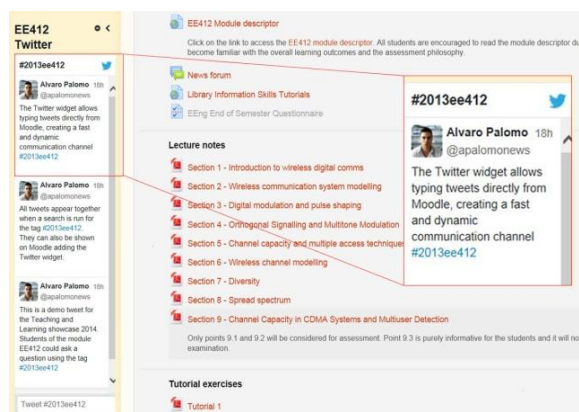 EE412
Twitter
#2013ee412
Alvaro Palomo 18h
@apalomonews
The Twitter widget allows
typing tweets directly from
Moodle, creating a fast
and dynamic
communication channel
#2013ee412
Alvaro Palomo 18h
@apalomonews
All tweets appear together
when a search is run for
the tag #2013ee412.
They can also be shown
on Moodle adding the
Twitter widget.
Alvaro Palomo 18h
@apalomonews
This is a demo tweet for
the Teaching and
Learning showcase 2014.
Students of the module
EE412 could ask a
question using the tag
#2013ee412
Tweet #2013ee412
EE412 Module descriptor
Click on the link to access the EE412 module descriptor. All students are encouraged to read the module descriptor du
become familiar with the overall learning outcomes and the assessment philosophy.
News forum
Library Information Skills Tutorials
EEng End of Semester Questionnaire
Lecture notes
Section 1 - Introduction to wireless digital comms
Section 2 - Wireless communication system modelling
Section 3 - Digital modulation and pulse shaping
Section 4 - Orthogonal Signalling and Multitone Modulation
Section 5 - Channel capacity and multiple access techniques
Section 6 - Wireless channel modelling
Section 7 - Diversity
Section 8 - Spread spectrum
Section 9 - Channel Capacity in CDMA Systems and Multiuser Detection
Only points 9.1 and 9.2 will be considered for assessment. Point 9.3 is purely informative for the students and it will no
examination.
Tutorial exercises
Tutorial 1
#2013ee412
Alvaro Palomo 18h
@apalomonews
The Twitter widget allows
typing tweets directly from
Moodle, creating a fast
and dynamic
communication channel
#2013ee412